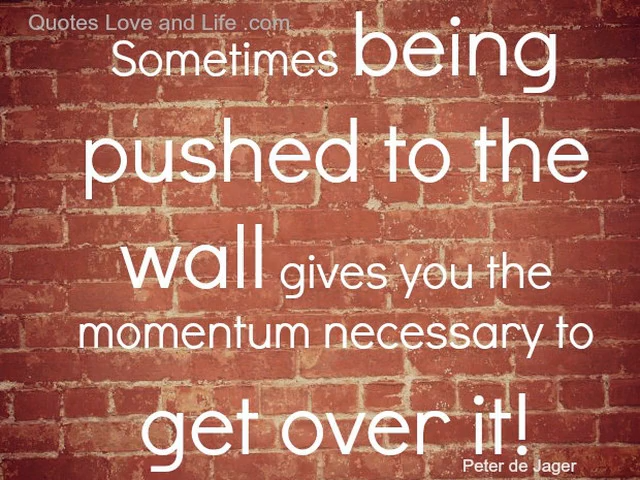 Quotes Love and Life .com
Sometimes being
pushed to the
wall gives you the
momentum necessary to
get over it!
Peter de Jager